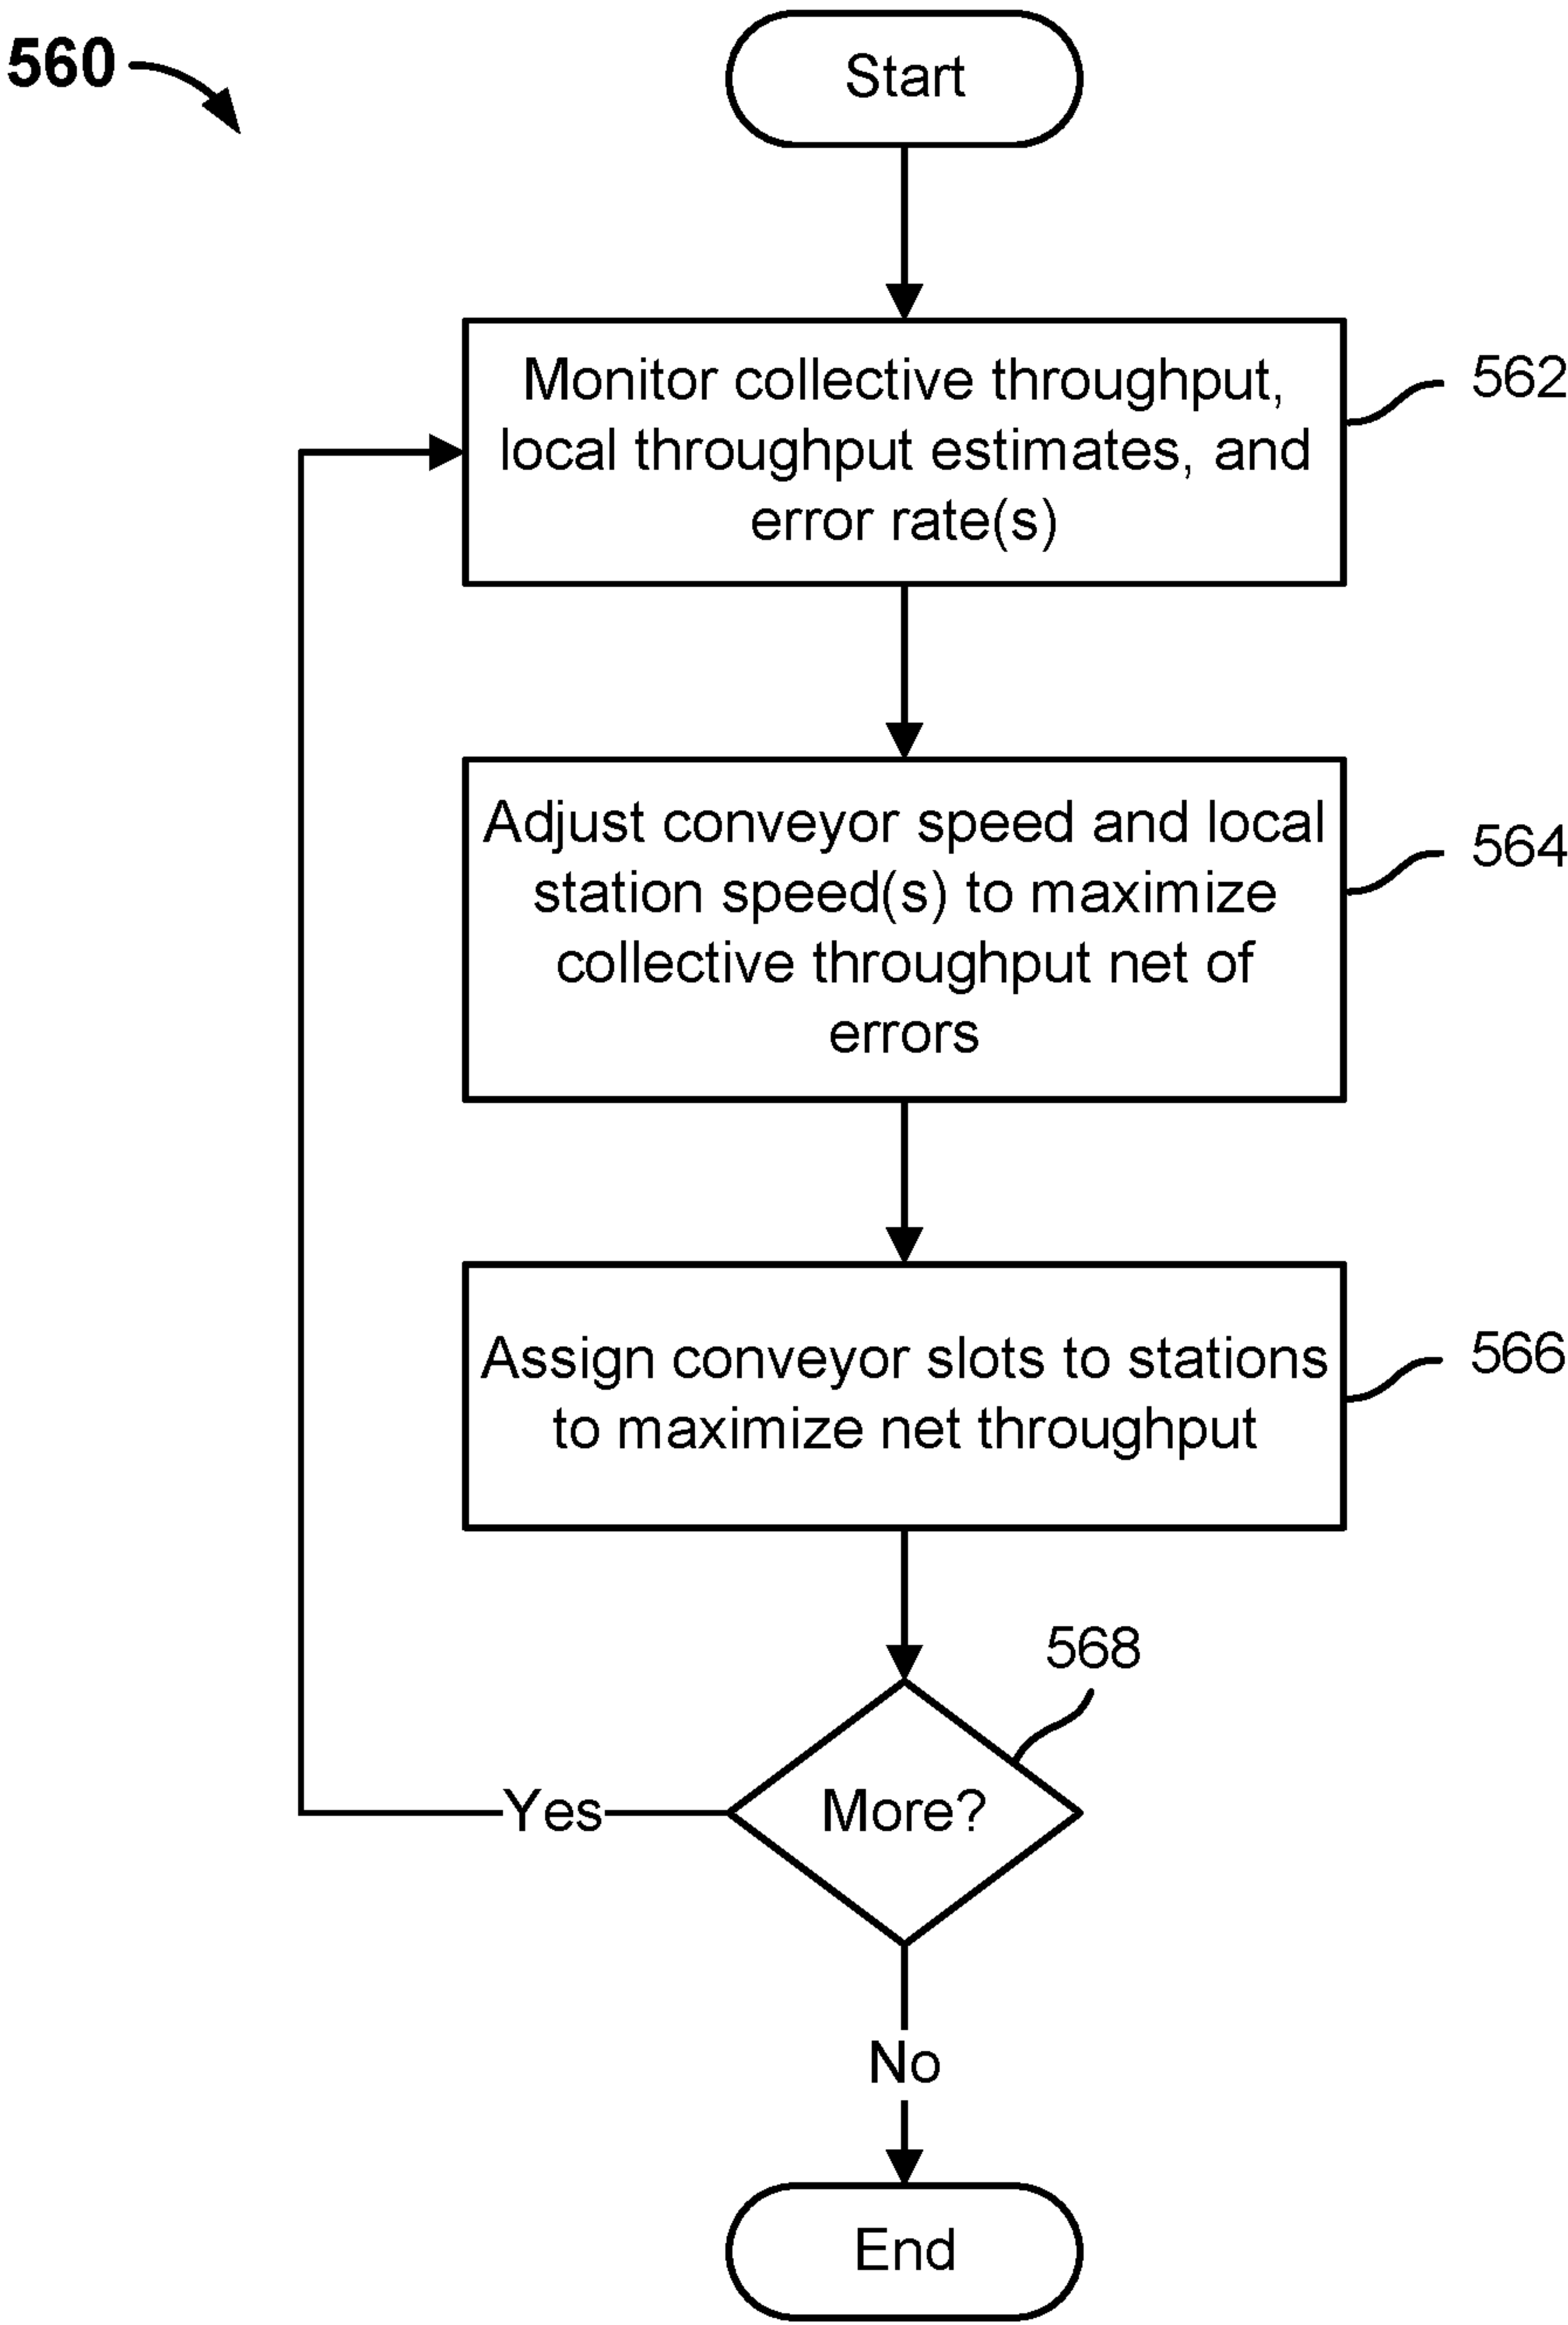 560
Start
Monitor collective throughput,
local throughput estimates, and
error rate(s)
562
Adjust conveyor speed and local
station speed(s) to maximize
collective throughput net of
errors
564
Assign conveyor slots to stations
to maximize net throughput
566
568
More?
Yes
No
End